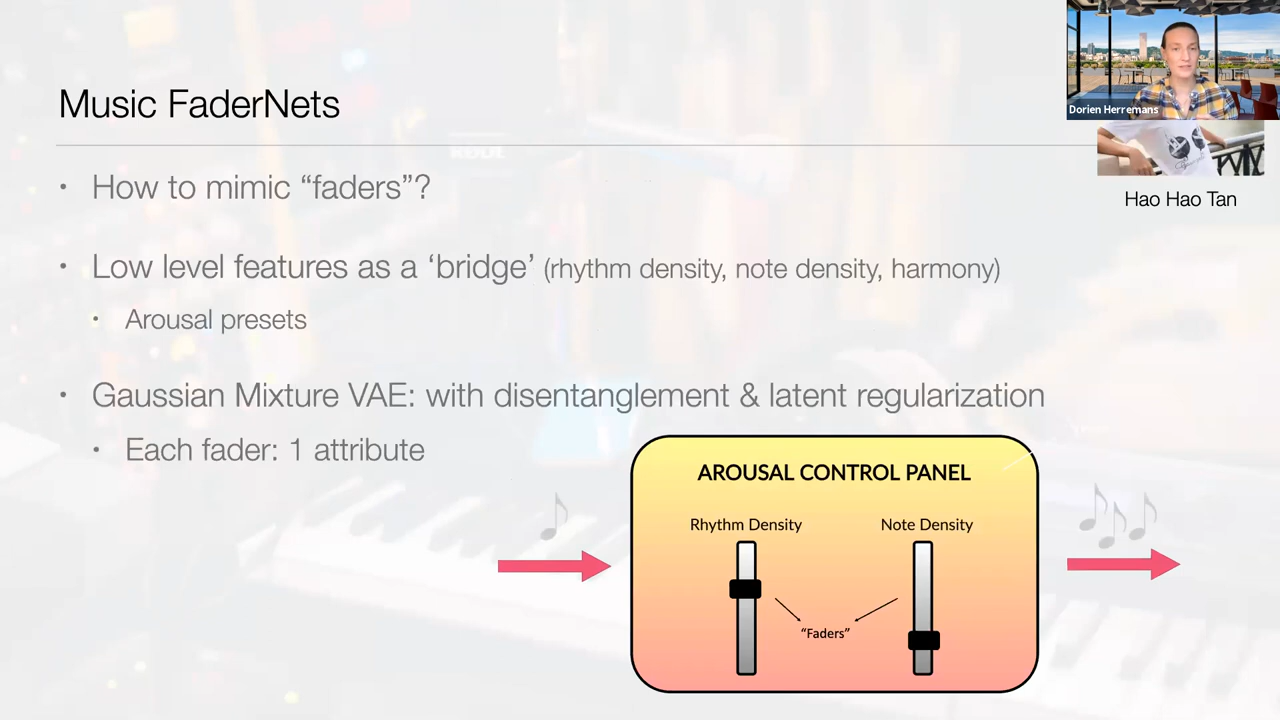 Music FaderNets
Dorien Herremans
Hao Hao Tan
• How to mimic “faders”?
• Low level features as a ‘bridge’ (rhythm density, note density, harmony)
• Arousal presets
• Gaussian Mixture VAE: with disentanglement & latent regularization
• Each fader: 1 attribute
AROUSAL CONTROL PANEL
Rhythm Density Note Density
“Faders”